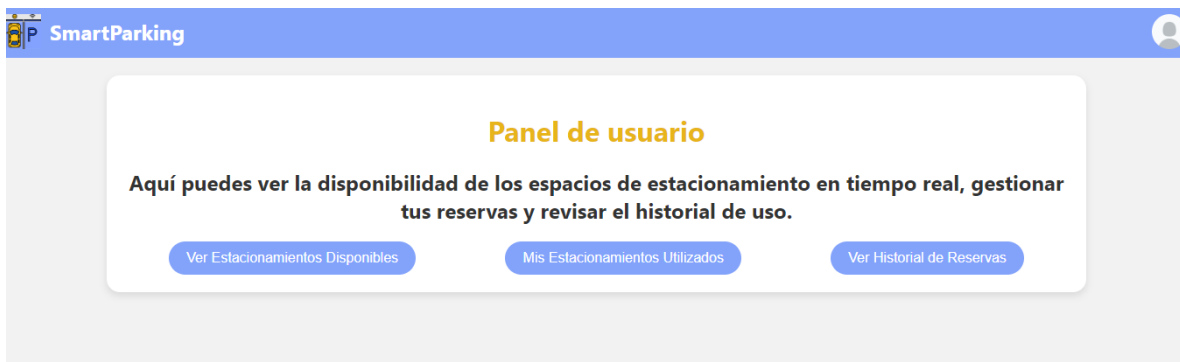 P SmartParking
Panel de usuario
Aquí puedes ver la disponibilidad de los espacios de estacionamiento en tiempo real, gestionar
tus reservas y revisar el historial de uso.
Ver Estacionamientos Disponibles
Mis Estacionamientos Utilizados
Ver Historial de Reservas